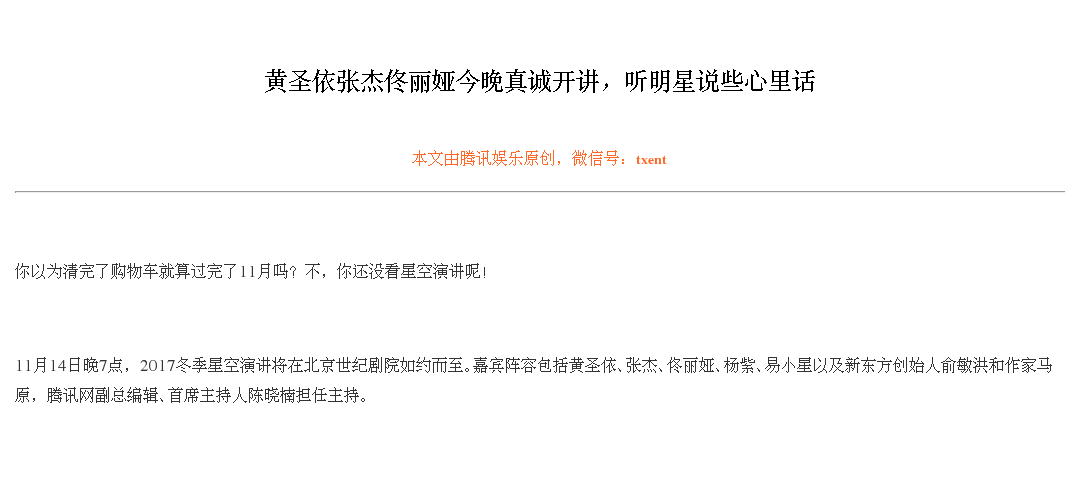 黄圣依张杰佟丽娅今晚真诚开讲，听明星说些心里话
本文由腾讯娱乐原创，微信号：txent
你以为清完了购物车就算过完了11月吗？不，你还没看星空演讲呢！
11月14日晚7点，2017冬季星空演讲将在北京世纪剧院如约而至。嘉宾阵容包括黄圣依、张杰、佟丽娅、杨紫、易小星以及新东方创始人俞敏洪和作家马
原，腾讯网副总编辑、首席主持人陈晓楠担任主持。